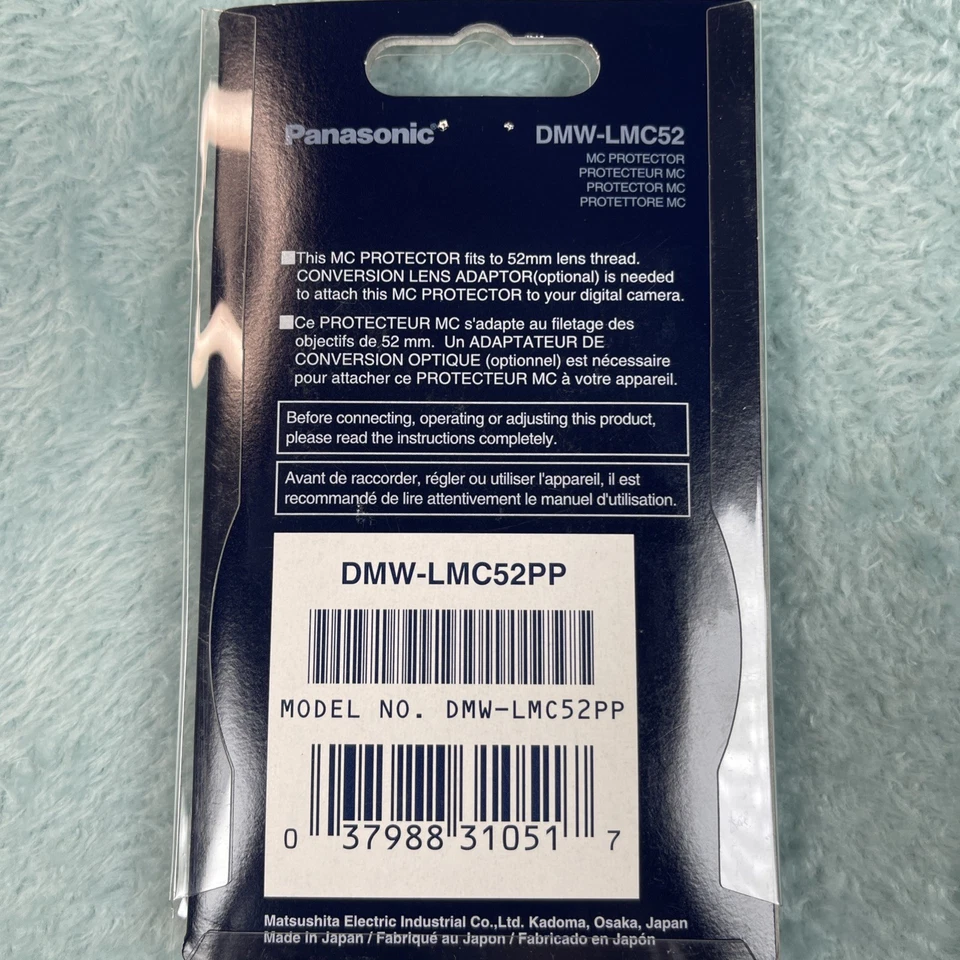 Panasonic
DMW-LMC52
MC PROTECTOR
PROTECTEUR MC
PROTECTOR MC
PROTETTORE MC
■This MC PROTECTOR fits to 52mm lens thread.
CONVERSION LENS ADAPTOR(optional) is needed
to attach this MC PROTECTOR to your digital camera.
■Ce PROTECTEUR MC s'adapte au filetage des
objectifs de 52 mm. Un ADAPTATEUR DE
CONVERSION OPTIQUE (optionnel) est nécessaire
pour attacher ce PROTECTEUR MC à votre appareil.
Before connecting, operating or adjusting this product,
please read the instructions completely.
Avant de raccorder, régler ou utiliser l'appareil, il est
recommandé de lire attentivement le manuel d'utilisation.
DMW-LMC52PP
MODEL NO. DMW-LMC52PP
0 37988 31051 7
Matsushita Electric Industrial Co.,Ltd. Kadoma, Osaka, Japan
Made in Japan / Fabriqué au Japon / Fabricado en Japón